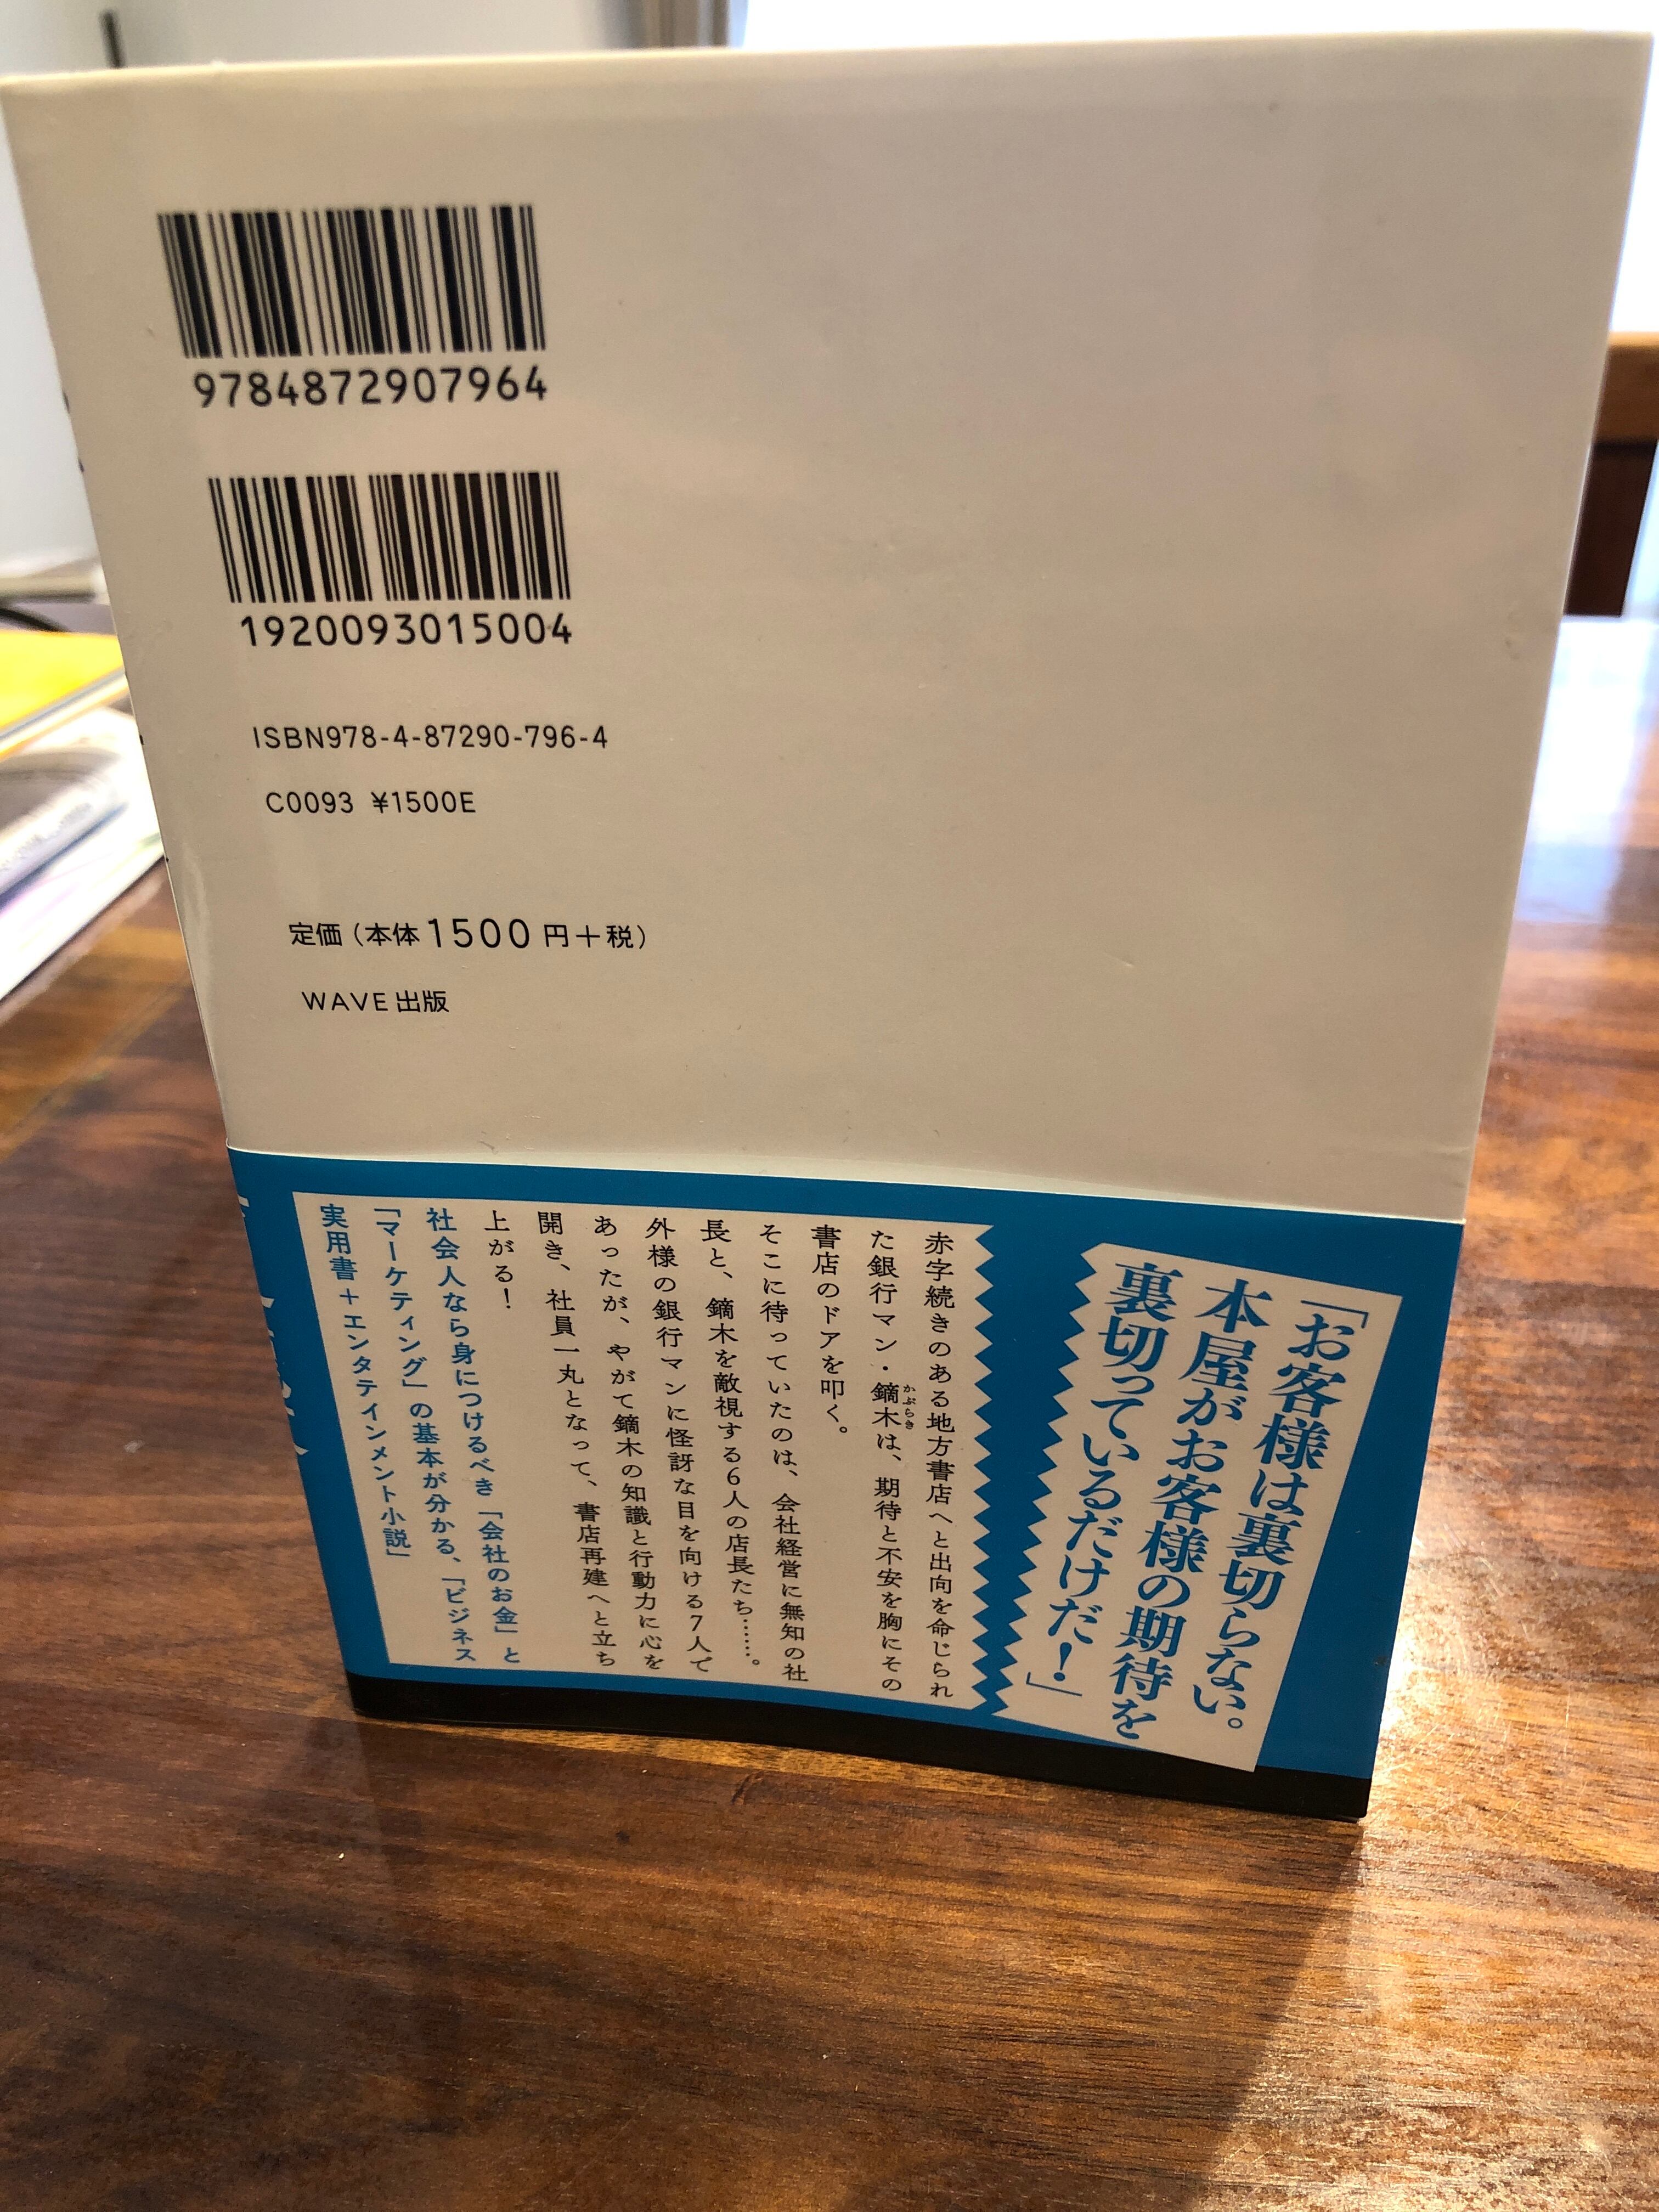 9784872907964
1920093015004
ISBN978-4-87290-796-4
C0093 ¥1500E
定価（本体1500円＋税）
WAVE出版
「お客様は裏切らない。
本屋がお客様の期待を
裏切っているだけだ！」
赤字続きのある地方書店へと出向を命じられ
た銀行マン・鏑木は、期待と不安を胸にその
かぶらき
書店のドアを叩く。
そこに待っていたのは、会社経営に無知の社
長と、鏑木を敵視する6人の店長たち……。
外様の銀行マンに怪訝な目を向ける7人で
あったが、やがて鏑木の知識と行動力に心を
開き、社員一丸となって、書店再建へと立ち
上がる！
社会人なら身につけるべき「会社のお金」と
「マーケティング」の基本が分かる、「ビジネス
実用書＋エンタテインメント小説」